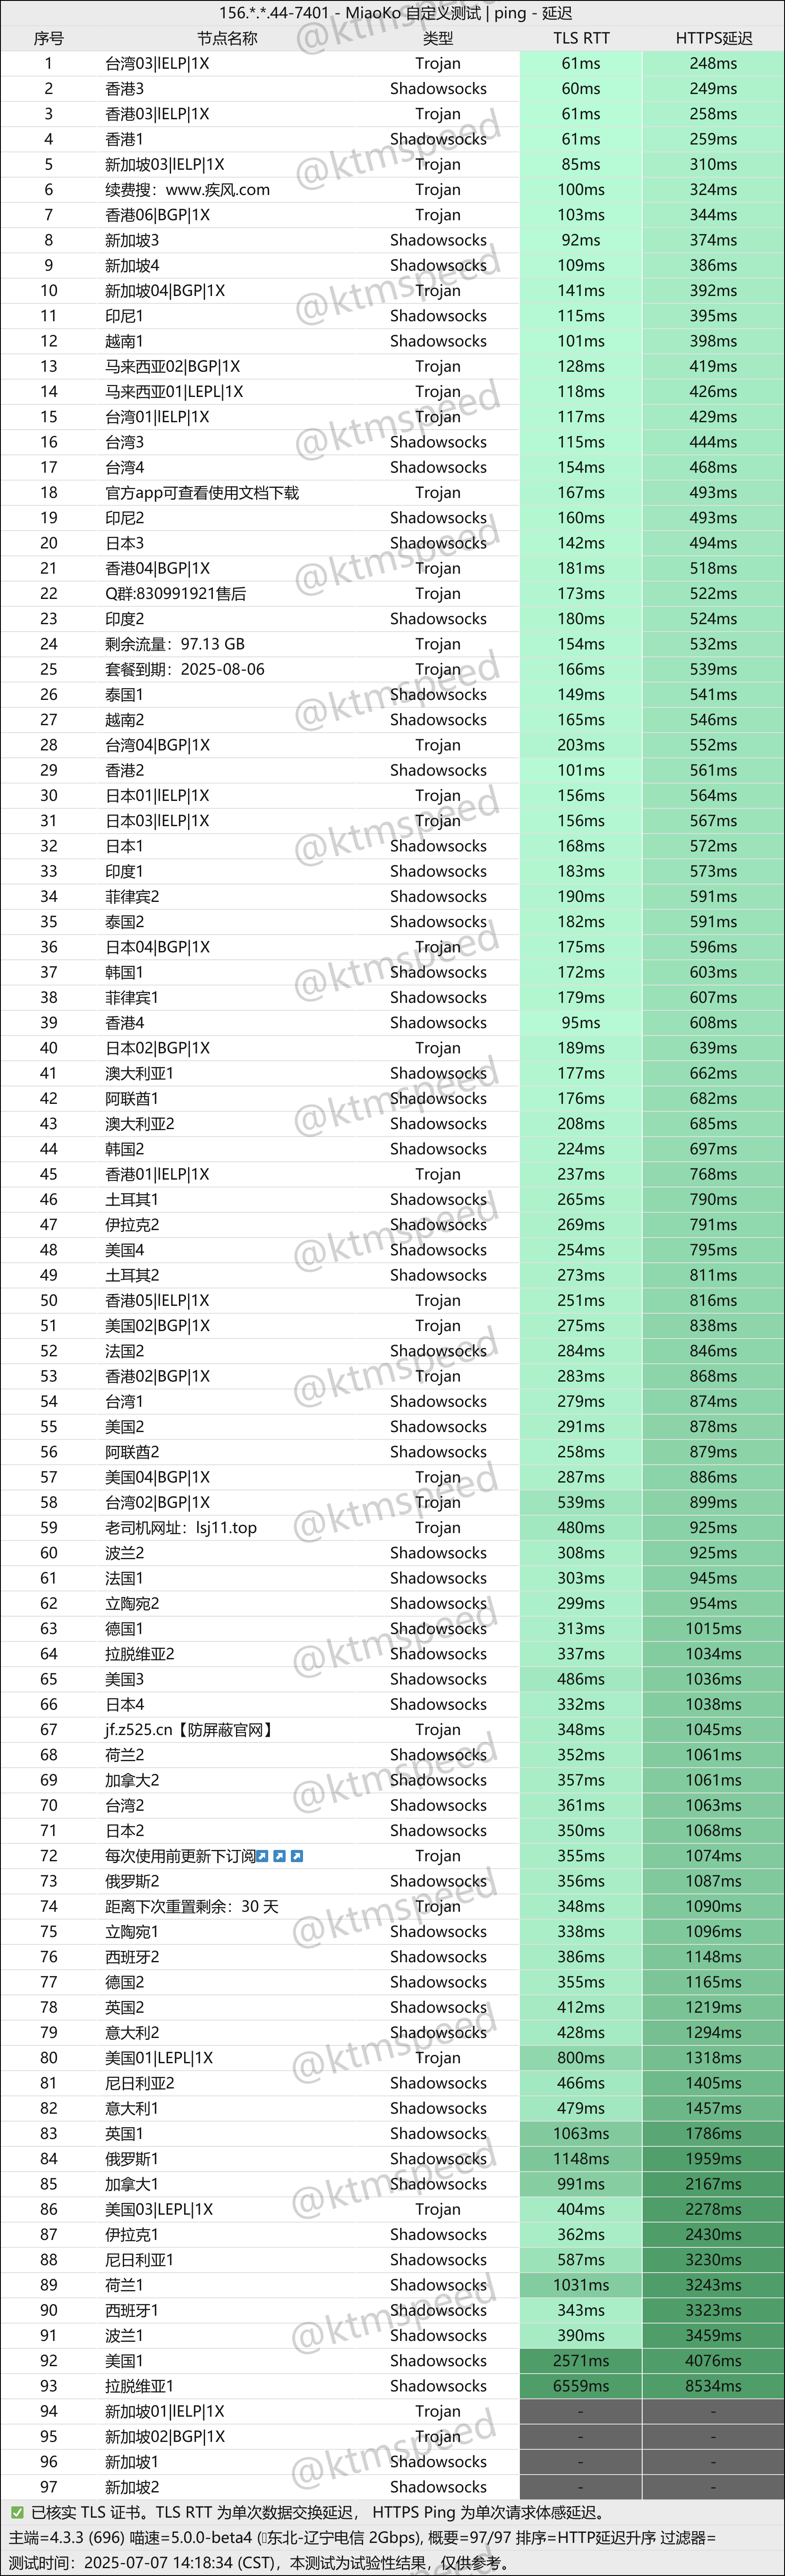 156.*.*.44-7401 - MiaoKo 自定义测试 | ping - 延迟
序号 节点名称 类型 TLS RTT HTTPS延迟
1 台湾03|IELP|1X Trojan 61ms 248ms
2 香港3 Shadowsocks 60ms 249ms
3 香港03|IELP|1X Trojan 61ms 258ms
4 香港1 Shadowsocks 61ms 259ms
5 新加坡03|IELP|1X Trojan 85ms 310ms
6 续费搜：www.疾风.com Trojan 100ms 324ms
7 香港06|BGP|1X Trojan 103ms 344ms
8 新加坡3 Shadowsocks 92ms 374ms
9 新加坡4 Shadowsocks 109ms 386ms
10 新加坡04|BGP|1X Trojan 141ms 392ms
11 印尼1 Shadowsocks 115ms 395ms
12 越南1 Shadowsocks 101ms 398ms
13 马来西亚02|BGP|1X Trojan 128ms 419ms
14 马来西亚01|LEPL|1X Trojan 118ms 426ms
15 台湾01|IELP|1X Trojan 117ms 429ms
16 台湾3 Shadowsocks 115ms 444ms
17 台湾4 Shadowsocks 154ms 468ms
18 官方app可查看使用文档下载 Trojan 167ms 493ms
19 印尼2 Shadowsocks 160ms 493ms
20 日本3 Shadowsocks 142ms 494ms
21 香港04|BGP|1X Trojan 181ms 518ms
22 Q群:830991921售后 Trojan 173ms 522ms
23 印度2 Shadowsocks 180ms 524ms
24 剩余流量：97.13 GB Trojan 154ms 532ms
25 套餐到期：2025-08-06 Trojan 166ms 539ms
26 泰国1 Shadowsocks 149ms 541ms
27 越南2 Shadowsocks 165ms 546ms
28 台湾04|BGP|1X Trojan 203ms 552ms
29 香港2 Shadowsocks 101ms 561ms
30 日本01|IELP|1X Trojan 156ms 564ms
31 日本03|IELP|1X Trojan 156ms 567ms
32 日本1 Shadowsocks 168ms 572ms
33 印度1 Shadowsocks 183ms 573ms
34 菲律宾2 Shadowsocks 190ms 591ms
35 泰国2 Shadowsocks 182ms 591ms
36 日本04|BGP|1X Trojan 175ms 596ms
37 韩国1 Shadowsocks 172ms 603ms
38 菲律宾1 Shadowsocks 179ms 607ms
39 香港4 Shadowsocks 95ms 608ms
40 日本02|BGP|1X Trojan 189ms 639ms
41 澳大利亚1 Shadowsocks 177ms 662ms
42 阿联酋1 Shadowsocks 176ms 682ms
43 澳大利亚2 Shadowsocks 208ms 685ms
44 韩国2 Shadowsocks 224ms 697ms
45 香港01|IELP|1X Trojan 237ms 768ms
46 土耳其1 Shadowsocks 265ms 790ms
47 伊拉克2 Shadowsocks 269ms 791ms
48 美国4 Shadowsocks 254ms 795ms
49 土耳其2 Shadowsocks 273ms 811ms
50 香港05|IELP|1X Trojan 251ms 816ms
51 美国02|BGP|1X Trojan 275ms 838ms
52 法国2 Shadowsocks 284ms 846ms
53 香港02|BGP|1X Trojan 283ms 868ms
54 台湾1 Shadowsocks 279ms 874ms
55 美国2 Shadowsocks 291ms 878ms
56 阿联酋2 Shadowsocks 258ms 879ms
57 美国04|BGP|1X Trojan 287ms 886ms
58 台湾02|BGP|1X Trojan 539ms 899ms
59 老司机网址：lsj11.top Trojan 480ms 925ms
60 波兰2 Shadowsocks 308ms 925ms
61 法国1 Shadowsocks 303ms 945ms
62 立陶宛2 Shadowsocks 299ms 954ms
63 德国1 Shadowsocks 313ms 1015ms
64 拉脱维亚2 Shadowsocks 337ms 1034ms
65 美国3 Shadowsocks 486ms 1036ms
66 日本4 Shadowsocks 332ms 1038ms
67 jf.z525.cn【防屏蔽官网】 Trojan 348ms 1045ms
68 荷兰2 Shadowsocks 352ms 1061ms
69 加拿大2 Shadowsocks 357ms 1061ms
70 台湾2 Shadowsocks 361ms 1063ms
71 日本2 Shadowsocks 350ms 1068ms
72 每次使用前更新下订阅↗️↗️↗️ Trojan 355ms 1074ms
73 俄罗斯2 Shadowsocks 356ms 1087ms
74 距离下次重置剩余：30 天 Trojan 348ms 1090ms
75 立陶宛1 Shadowsocks 338ms 1096ms
76 西班牙2 Shadowsocks 386ms 1148ms
77 德国2 Shadowsocks 355ms 1165ms
78 英国2 Shadowsocks 412ms 1219ms
79 意大利2 Shadowsocks 428ms 1294ms
80 美国01|LEPL|1X Trojan 800ms 1318ms
81 尼日利亚2 Shadowsocks 466ms 1405ms
82 意大利1 Shadowsocks 479ms 1457ms
83 英国1 Shadowsocks 1063ms 1786ms
84 俄罗斯1 Shadowsocks 1148ms 1959ms
85 加拿大1 Shadowsocks 991ms 2167ms
86 美国03|LEPL|1X Trojan 404ms 2278ms
87 伊拉克1 Shadowsocks 362ms 2430ms
88 尼日利亚1 Shadowsocks 587ms 3230ms
89 荷兰1 Shadowsocks 1031ms 3243ms
90 西班牙1 Shadowsocks 343ms 3323ms
91 波兰1 Shadowsocks 390ms 3459ms
92 美国1 Shadowsocks 2571ms 4076ms
93 拉脱维亚1 Shadowsocks 6559ms 8534ms
94 新加坡01|IELP|1X Trojan - -
95 新加坡02|BGP|1X Trojan - -
96 新加坡1 Shadowsocks - -
97 新加坡2 Shadowsocks - -
✅ 已核实 TLS 证书。TLS RTT 为单次数据交换延迟， HTTPS Ping 为单次请求体感延迟。
主端=4.3.3 (696) 喵速=5.0.0-beta4 (东北-辽宁电信 2Gbps), 概要=97/97 排序=HTTP延迟升序 过滤器=
测试时间：2025-07-07 14:18:34 (CST)，本测试为试验性结果，仅供参考。
@ktmspeed